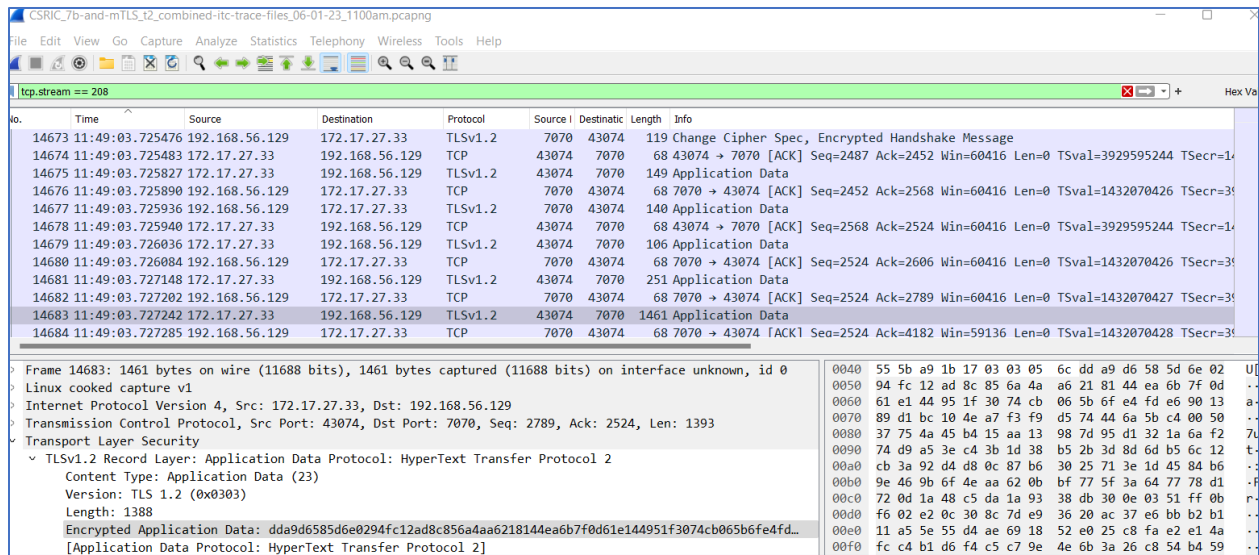 CSRIC_7b-and-mTLS_t2_combined-itc-trace-files_06-01-23_1100am.pcapng
File Edit View Go Capture Analyze Statistics Telephony Wireless Tools Help
tcp.stream == 208 + Hex Va
No. Time Source Destination Protocol Source I Destinatic Length Info
14673 11:49:03.725476 192.168.56.129 172.17.27.33 TLSv1.2 7070 43074 119 Change Cipher Spec, Encrypted Handshake Message
14674 11:49:03.725483 172.17.27.33 192.168.56.129 TCP 43074 7070 68 43074 → 7070 [ACK] Seq=2487 Ack=2452 Win=60416 Len=0 TSval=3929595244 TSecr=14
14675 11:49:03.725827 172.17.27.33 192.168.56.129 TLSv1.2 43074 7070 149 Application Data
14676 11:49:03.725890 192.168.56.129 172.17.27.33 TCP 7070 43074 68 7070 → 43074 [ACK] Seq=2452 Ack=2568 Win=60416 Len=0 TSval=1432070426 TSecr=39
14677 11:49:03.725936 192.168.56.129 172.17.27.33 TLSv1.2 7070 43074 140 Application Data
14678 11:49:03.725940 172.17.27.33 192.168.56.129 TCP 43074 7070 68 43074 → 7070 [ACK] Seq=2568 Ack=2524 Win=60416 Len=0 TSval=3929595244 TSecr=14
14679 11:49:03.726036 172.17.27.33 192.168.56.129 TLSv1.2 43074 7070 106 Application Data
14680 11:49:03.726084 192.168.56.129 172.17.27.33 TCP 7070 43074 68 7070 → 43074 [ACK] Seq=2524 Ack=2606 Win=60416 Len=0 TSval=1432070426 TSecr=39
14681 11:49:03.727148 172.17.27.33 192.168.56.129 TLSv1.2 43074 7070 251 Application Data
14682 11:49:03.727202 192.168.56.129 172.17.27.33 TCP 7070 43074 68 7070 → 43074 [ACK] Seq=2524 Ack=2789 Win=60416 Len=0 TSval=1432070427 TSecr=39
14683 11:49:03.727242 172.17.27.33 192.168.56.129 TLSv1.2 43074 7070 1461 Application Data
14684 11:49:03.727285 192.168.56.129 172.17.27.33 TCP 7070 43074 68 7070 → 43074 [ACK] Seq=2524 Ack=4182 Win=59136 Len=0 TSval=1432070428 TSecr=39
Frame 14683: 1461 bytes on wire (11688 bits), 1461 bytes captured (11688 bits) on interface unknown, id 0
Linux cooked capture v1
Internet Protocol Version 4, Src: 172.17.27.33, Dst: 192.168.56.129
Transmission Control Protocol, Src Port: 43074, Dst Port: 7070, Seq: 2789, Ack: 2524, Len: 1393
Transport Layer Security
TLSv1.2 Record Layer: Application Data Protocol: HyperText Transfer Protocol 2
Content Type: Application Data (23)
Version: TLS 1.2 (0x0303)
Length: 1388
Encrypted Application Data: dda9d6585d6e0294fc12ad8c856a4aa6218144ea6b7f0d61e144951f3074cb065b6fe4fd…
[Application Data Protocol: HyperText Transfer Protocol 2]
0040 55 5b a9 1b 17 03 03 05 6c dd a9 d6 58 5d 6e 02 U[
0050 94 fc 12 ad 8c 85 6a 4a a6 21 81 44 ea 6b 7f 0d ··
0060 61 e1 44 95 1f 30 74 cb 06 5b 6f e4 fd e6 90 13 a·
0070 89 d1 bc 10 4e a7 f3 f9 d5 74 44 6a 5b c4 00 50 ··
0080 37 75 4a 45 b4 15 aa 13 98 7d 95 d1 32 1a 6a f2 7u
0090 74 d9 a5 3e c4 3b 1d 38 b5 2b 3d 8d 6d b5 6c 12 t·
00a0 cb 3a 92 d4 d8 0c 87 b6 30 25 71 3e 1d 45 84 b6 ·:
00b0 9e 46 9b 6f 4e aa 62 0b bf 77 5f 3a 64 77 78 d1 ·F
00c0 72 0d 1a 48 c5 da 1a 93 38 db 30 0e 03 51 ff 0b r·
00d0 f6 02 e2 0c 30 8c 7d e9 36 20 ac 37 e6 bb b2 b1 ··
00e0 11 a5 5e 55 d4 ae 69 18 52 e0 25 c8 fa e2 e1 4a ··
00f0 fc c4 b1 d6 f4 c5 c7 9e 4e 6b 3a 26 c8 54 b4 59 ··